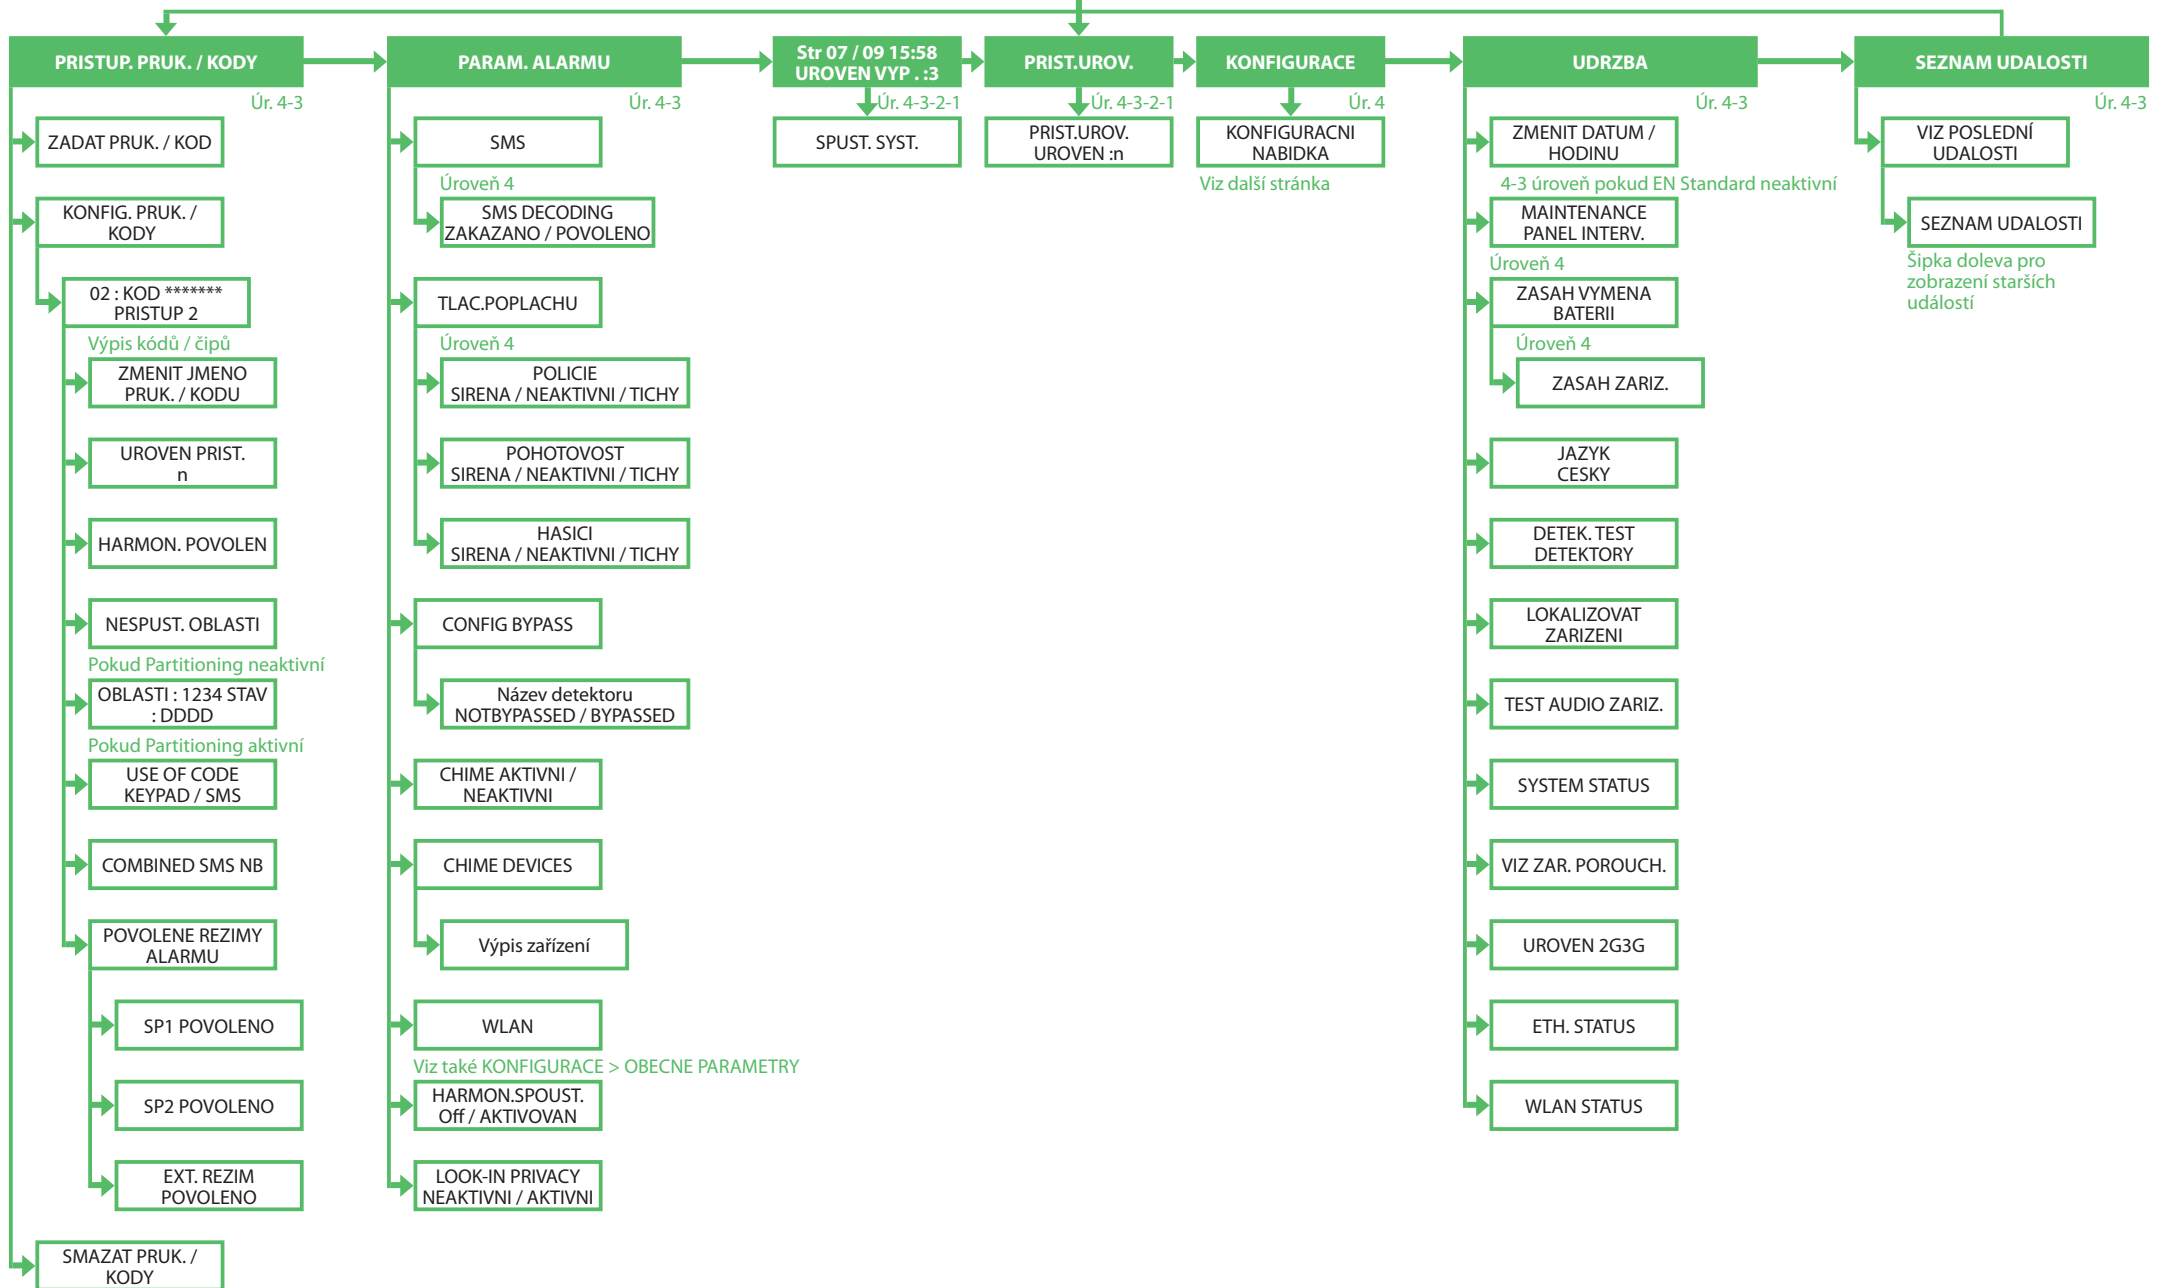 PRISTUP. PRUK. / KODY
Úr. 4-3
ZADAT PRUK. / KOD
KONFIG. PRUK. /
KODY
02 : KOD *******
PRISTUP 2
Výpis kódů / čipů
ZMENIT JMENO
PRUK. / KODU
UROVEN PRIST.
n
HARMON. POVOLEN
NESPUST. OBLASTI
Pokud Partitioning neaktivní
OBLASTI : 1234 STAV
: DDDD
Pokud Partitioning aktivní
USE OF CODE
KEYPAD / SMS
COMBINED SMS NB
POVOLENE REZIMY
ALARMU
SP1 POVOLENO
SP2 POVOLENO
EXT. REZIM
POVOLENO
SMAZAT PRUK. /
KODY
PARAM. ALARMU
Úr. 4-3
SMS
Úroveň 4
SMS DECODING
ZAKAZANO / POVOLENO
TLAC.POPLACHU
Úroveň 4
POLICIE
SIRENA / NEAKTIVNI / TICHY
POHOTOVOST
SIRENA / NEAKTIVNI / TICHY
HASICI
SIRENA / NEAKTIVNI / TICHY
CONFIG BYPASS
Název detektoru
NOTBYPASSED / BYPASSED
CHIME AKTIVNI /
NEAKTIVNI
CHIME DEVICES
Výpis zařízení
WLAN
Viz také KONFIGURACE > OBECNE PARAMETRY
HARMON.SPOUST.
Off / AKTIVOVAN
LOOK-IN PRIVACY
NEAKTIVNI / AKTIVNI
Str 07 / 09 15:58
UROVEN VYP . :3
Úr. 4-3-2-1
SPUST. SYST.
PRIST.UROV.
Úr. 4-3-2-1
PRIST.UROV.
UROVEN :n
KONFIGURACE
Úr. 4
KONFIGURACNI
NABIDKA
Viz další stránka
UDRZBA
Úr. 4-3
ZMENIT DATUM /
HODINU
4-3 úroveň pokud EN Standard neaktivní
MAINTENANCE
PANEL INTERV.
Úroveň 4
ZASAH VYMENA
BATERII
Úroveň 4
ZASAH ZARIZ.
JAZYK
CESKY
DETEK. TEST
DETEKTORY
LOKALIZOVAT
ZARIZENI
TEST AUDIO ZARIZ.
SYSTEM STATUS
VIZ ZAR. POROUCH.
UROVEN 2G3G
ETH. STATUS
WLAN STATUS
SEZNAM UDALOSTI
Úr. 4-3
VIZ POSLEDNÍ
UDALOSTI
SEZNAM UDALOSTI
Šipka doleva pro
zobrazení starších
událostí